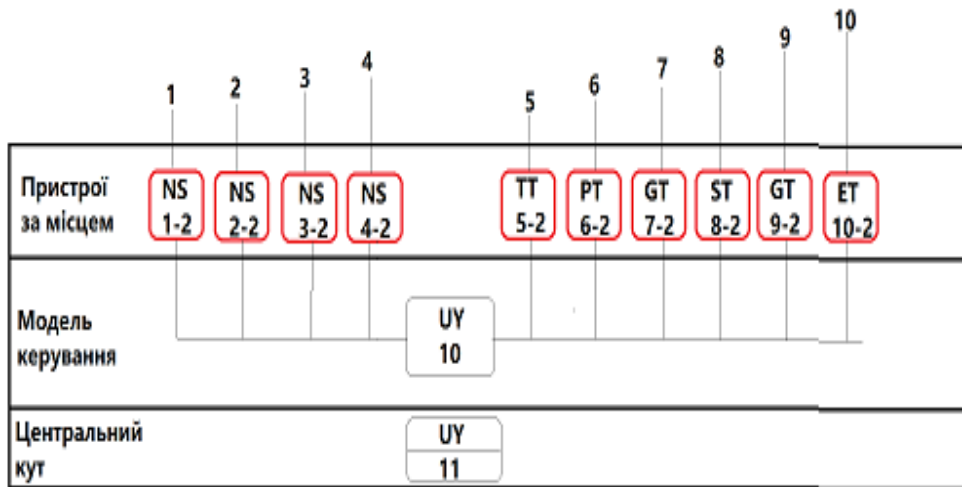 1 2 3 4 5 6 7 8 9 10
Пристрої
за місцем
NS NS NS NS TT PT GT ST GT ET
1-2 2-2 3-2 4-2 5-2 6-2 7-2 8-2 9-2 10-2
Модель
керування
UY
10
Центральний
кут
UY
11